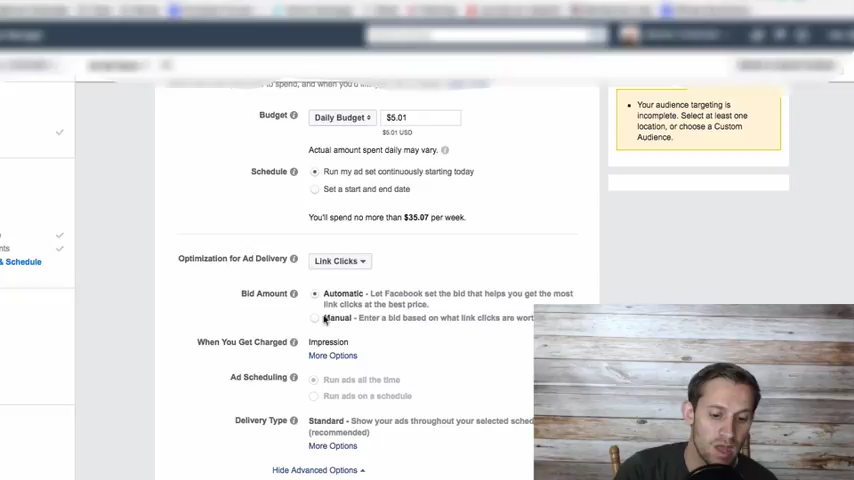 to spend, and when you'd
Budget
Daily Budget
$5.01
$5.01 USD
Actual amount spent daily may vary.
Schedule
Run my ad set continuously starting today
Set a start and end date
You'll spend no more than $35.07 per week.
Optimization for Ad Delivery
Link Clicks
Bid Amount
Automatic - Let Facebook set the bid that helps you get the most
link clicks at the best price.
Manual - Enter a bid based on what link clicks are
When You Get Charged
Impression
More Options
Ad Scheduling
Run ads all the time
Run ads on a schedule
Delivery Type
Standard - Show your ads throughout your selected
(recommended)
More Options
Hide Advanced Options
& Schedule
Your audience targeting is
incomplete. Select at least one
location, or choose a Custom
Audience.